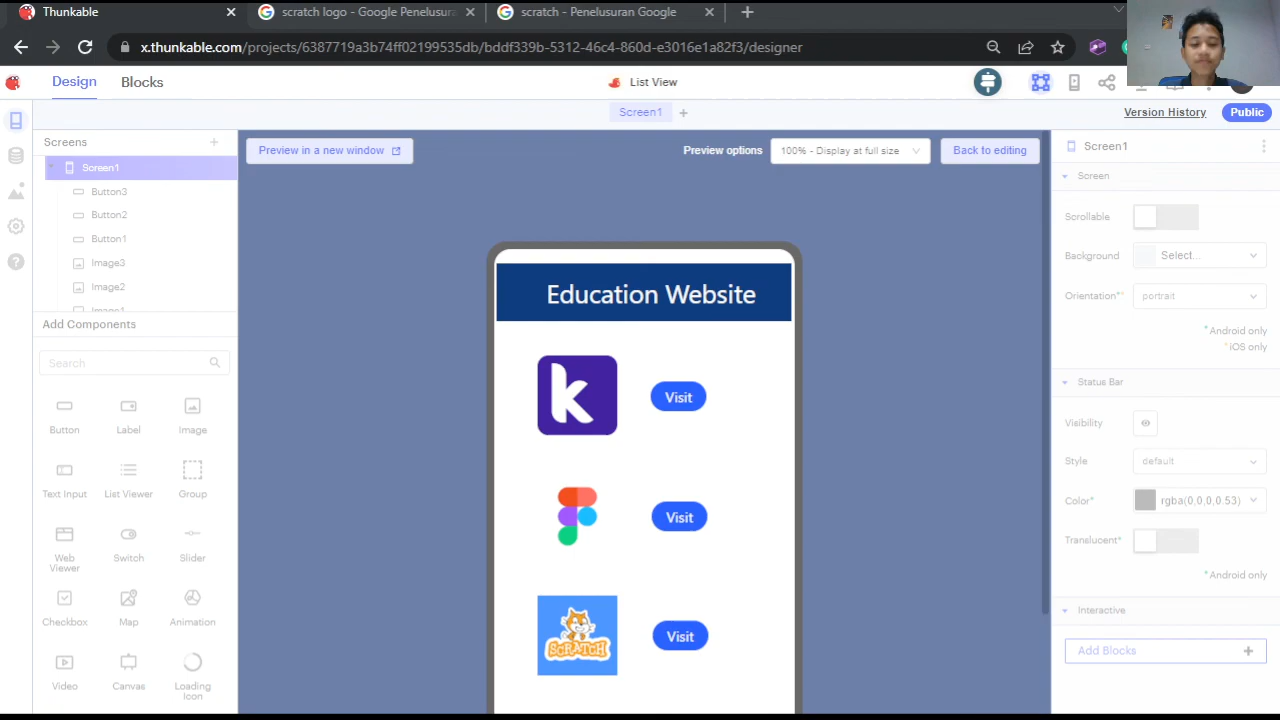 Thunkable
scratch logo - Google Penelusura
scratch - Penelusuran Google
x.thunkable.com/projects/6387719a3b74ff02199535db/bddf339b-5312-46c4-860d-e3016e1a82f3/designer
Design
Blocks
List View
Screen1
Version History
Public
Screens
Screen1
Button3
Button2
Button1
Image3
Image2
Image1
Add Components
Search
Button
Label
Image
Text Input
List Viewer
Group
Web
Viewer
Switch
Slider
Checkbox
Map
Animation
Video
Canvas
Loading
Icon
Preview in a new window
Preview options
100% - Display at full size
Back to editing
Education Website
k
Visit
Visit
SCRATCH
Visit
Screen1
Screen
Scrollable
Background
Select...
Orientation**
portrait
*Android only
*iOS only
Status Bar
Visibility
Style
default
Color*
rgba(0,0,0,0.53)
Translucent*
*Android only
Interactive
Add Blocks